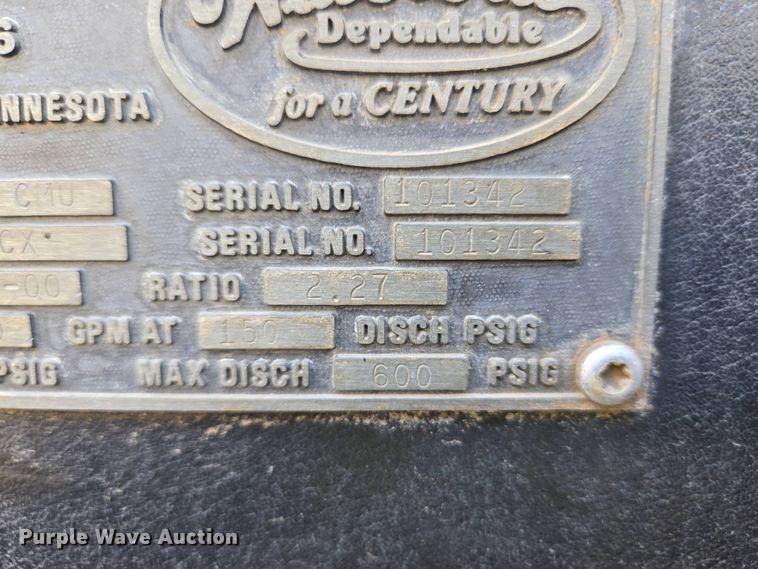 Dependable
6
for a CENTURY
NNESOTA
CMU SERIAL NO. 101342
CX SERIAL NO. 101342
-00 RATIO 2.27
GPM AT 150 DISCH PSIG
PSIG MAX DISCH 600 PSIG
Purple Wave Auction